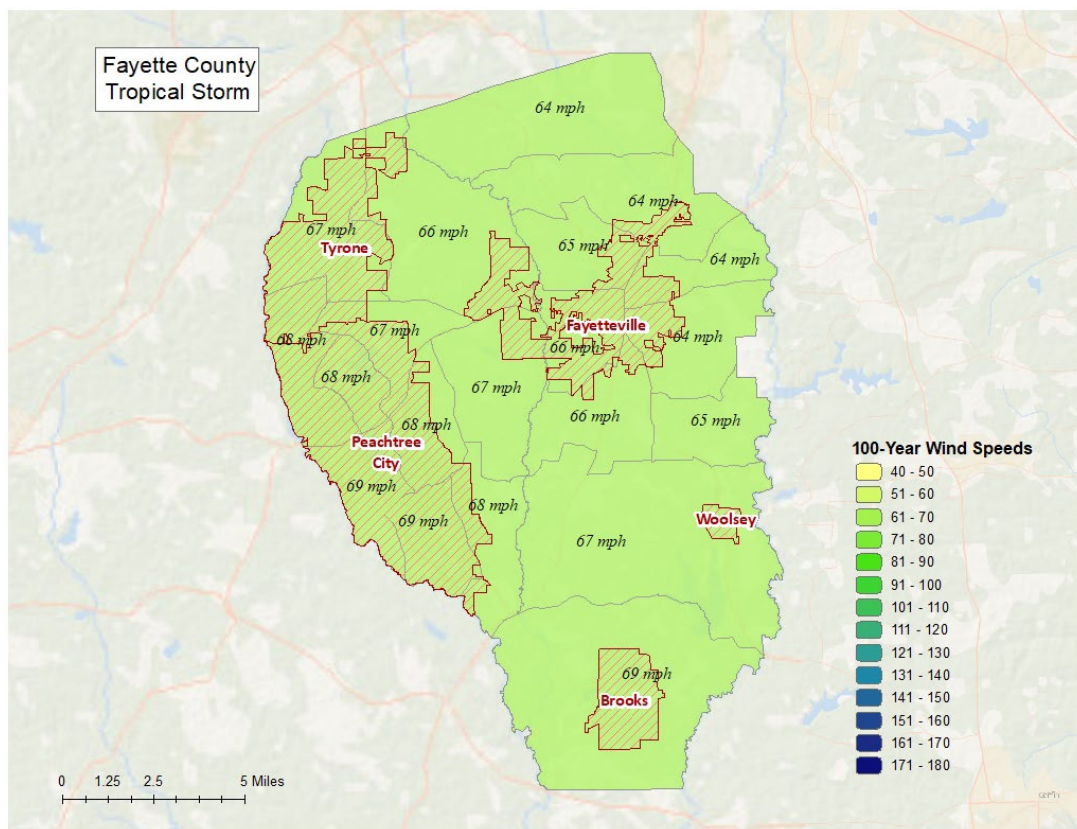 Fayette County
Tropical Storm
64 mph
64 mph
67 mph
66 mph
65 mph
64 mph
Tyrone
67 mph
68 mph
Fayetteville
64 mph
66 mph
68 mph
67 mph
66 mph
65 mph
68 mph
Peachtree
City
69 mph
68 mph
69 mph
67 mph
Woolsey
69 mph
Brooks
100-Year Wind Speeds
40 - 50
51 - 60
61 - 70
71 - 80
81 - 90
91 - 100
101 - 110
111 - 120
121 - 130
131 - 140
141 - 150
151 - 160
161 - 170
171 - 180
0 1.25 2.5 5 Miles